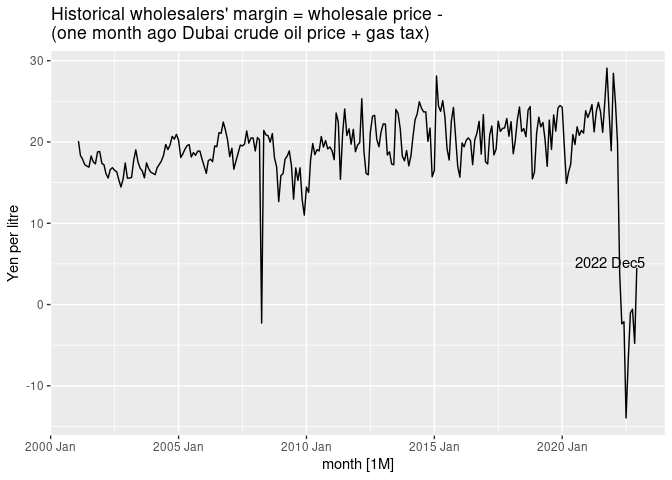 Historical wholesalers' margin = wholesale price -
(one month ago Dubai crude oil price + gas tax)
30
20
10
0
-10
Yen per litre
2022 Dec5
2000 Jan 2005 Jan 2010 Jan 2015 Jan 2020 Jan
month [1M]